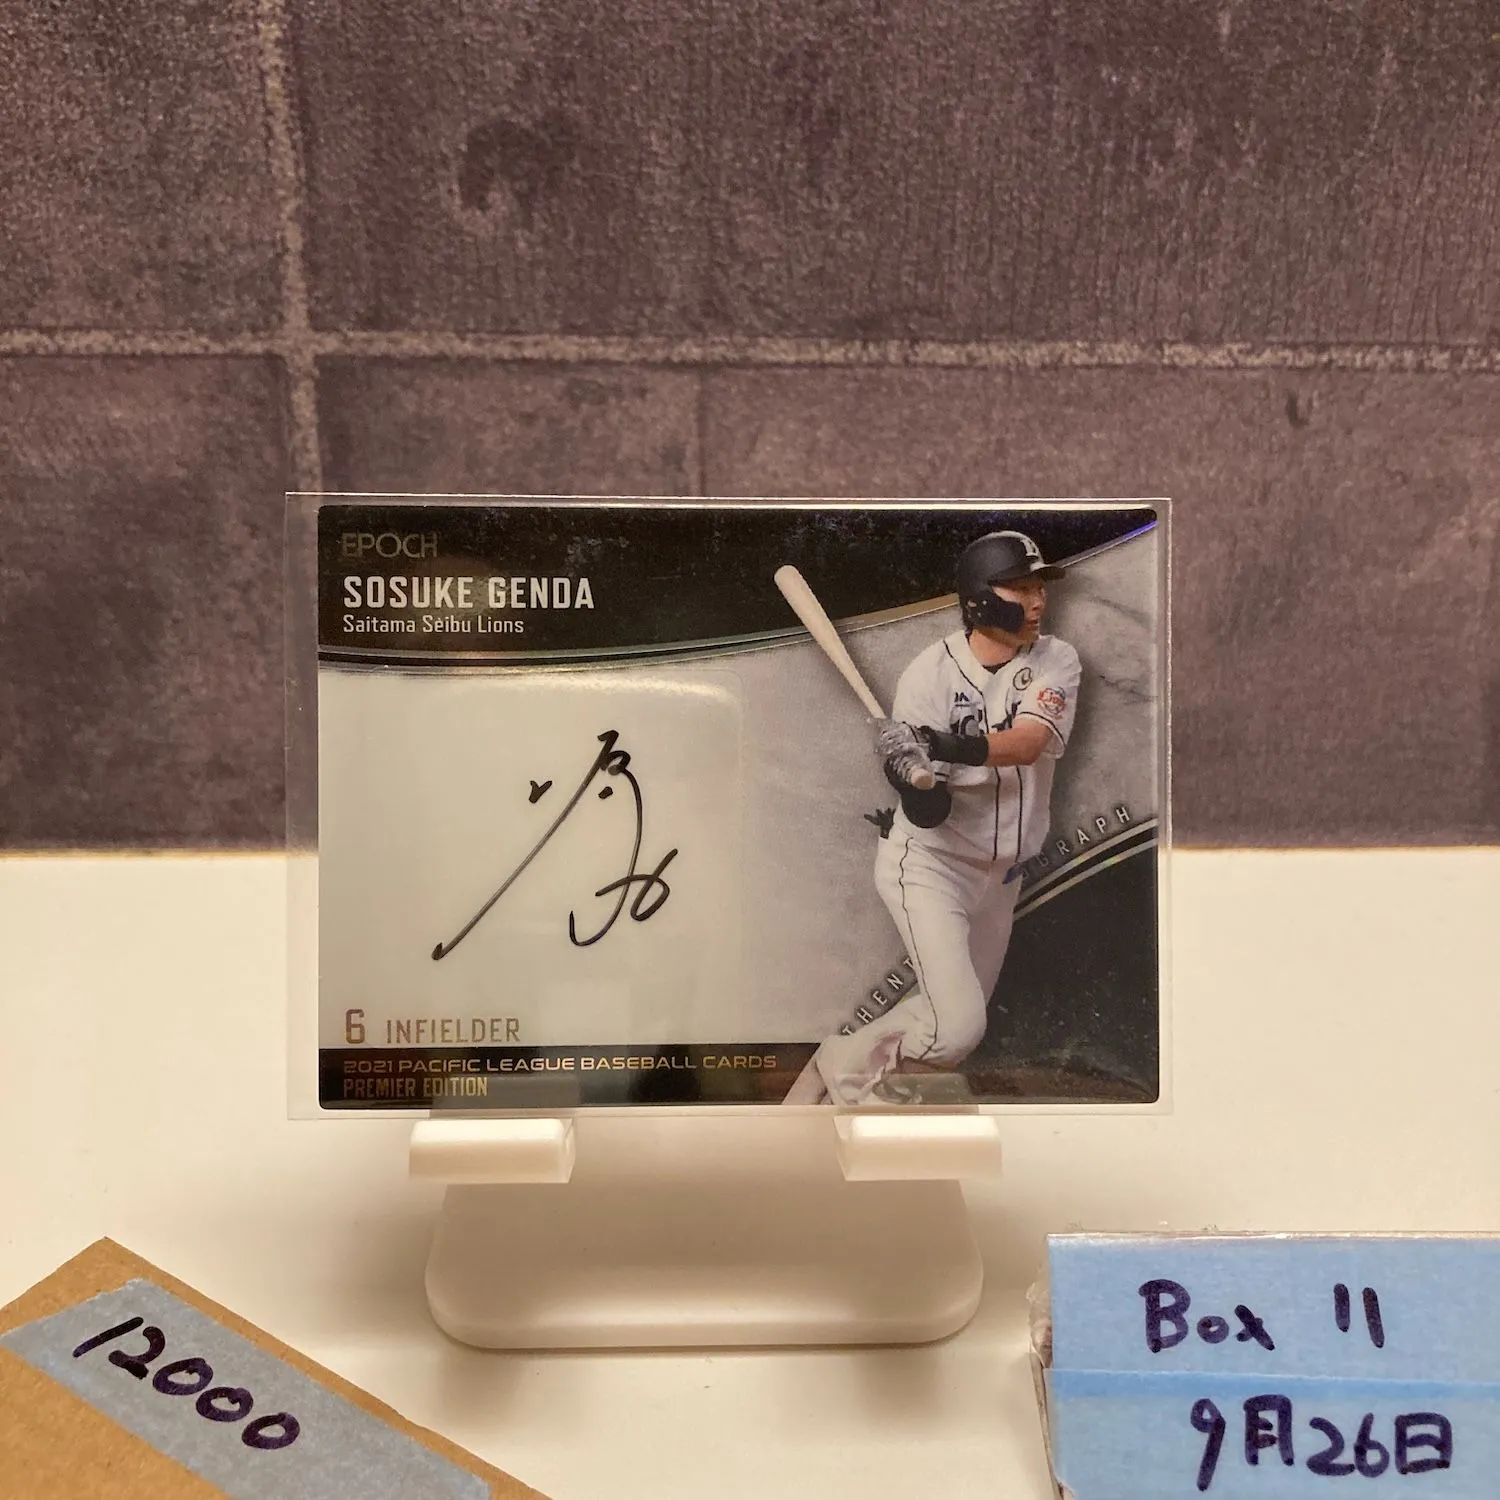 EPOCH
SOSUKE GENDA
Saitama Seibu Lions
6 INFIELDER
2021 PACIFIC LEAGUE BASEBALL CARDS
PREMIER EDITION
12000
Box 11
9月26日